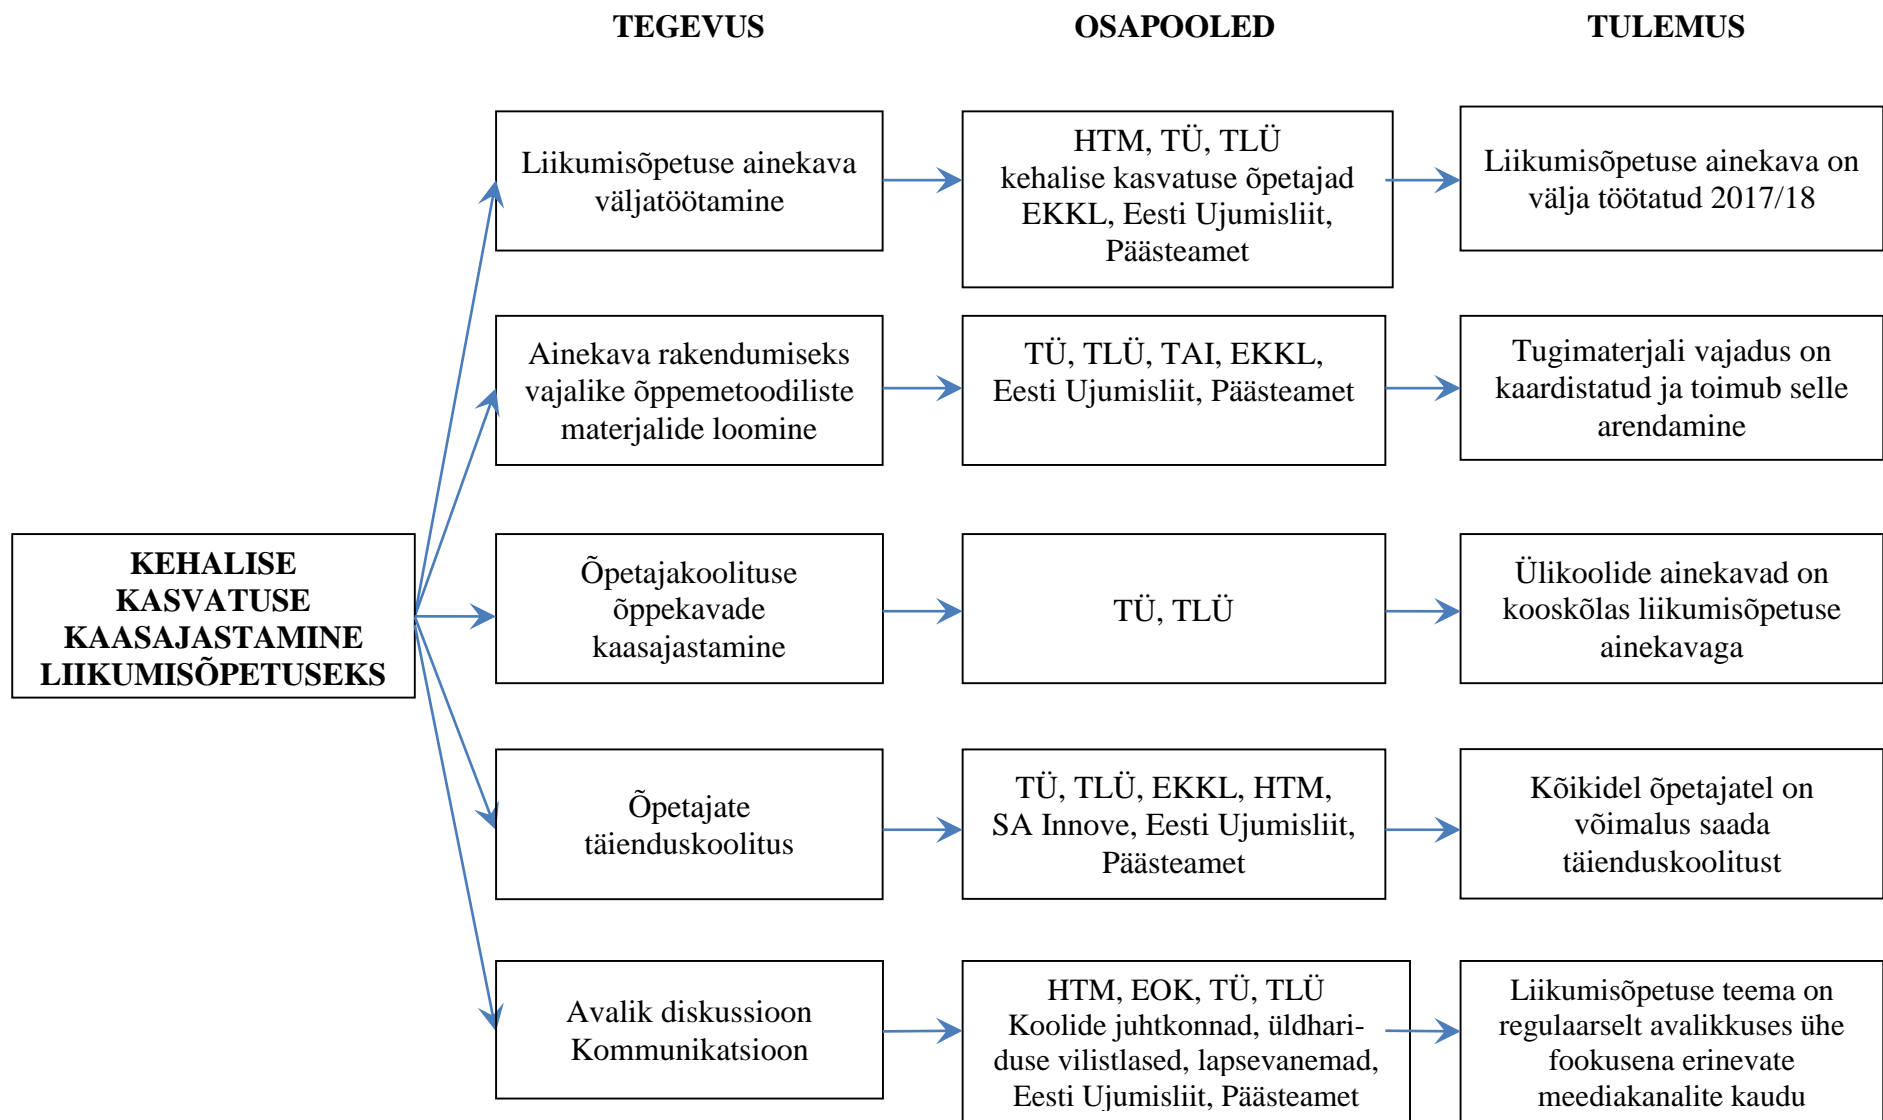 TEGEVUS
OSAPOOLED
TULEMUS
Liikumisõpetuse ainekava
väljatöötamine
HTM, TÜ, TLÜ
kehalise kasvatuse õpetajad
EKKL, Eesti Ujumisliit,
Päästeamet
Liikumisõpetuse ainekava on
välja töötatud 2017/18
Ainekava rakendumiseks
vajalike õppemetoodiliste
materjalide loomine
TÜ, TLÜ, TAI, EKKL,
Eesti Ujumisliit, Päästeamet
Tugimaterjali vajadus on
kaardistatud ja toimub selle
arendamine
KEHALISE
KASVATUSE
KAASAJASTAMINE
LIIKUMISÕPETUSEKS
Õpetajakoolituse
õppekavade
kaasajastamine
TÜ, TLÜ
Ülikoolide ainekavad on
kooskõlas liikumisõpetuse
ainekavaga
Õpetajate
täienduskoolitus
TÜ, TLÜ, EKKL, HTM,
SA Innove, Eesti Ujumisliit,
Päästeamet
Kõikidel õpetajatel on
võimalus saada
täienduskoolitust
Avalik diskussioon
Kommunikatsioon
HTM, EOK, TÜ, TLÜ
Koolide juhtkonnad, üldhari-
duse vilistlased, lapsevanemad,
Eesti Ujumisliit, Päästeamet
Liikumisõpetuse teema on
regulaarselt avalikkuses ühe
fookusena erinevate
meediakanalite kaudu